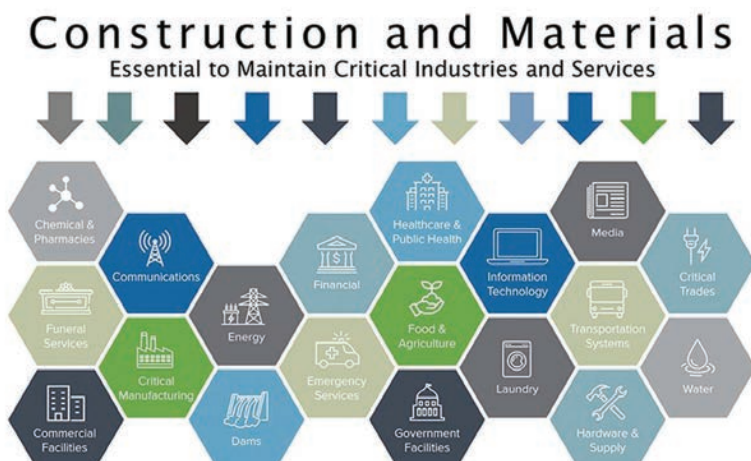 Construction and Materials
Essential to Maintain Critical Industries and Services
Chemical &
Pharmacies
Communications
Financial
Healthcare &
Public Health
Information
Technology
Media
Critical
Trades
Funeral
Services
Critical
Manufacturing
Energy
Emergency
Services
Food &
Agriculture
Laundry
Transportation
Systems
Water
Commercial
Facilities
Dams
Government
Facilities
Hardware &
Supply